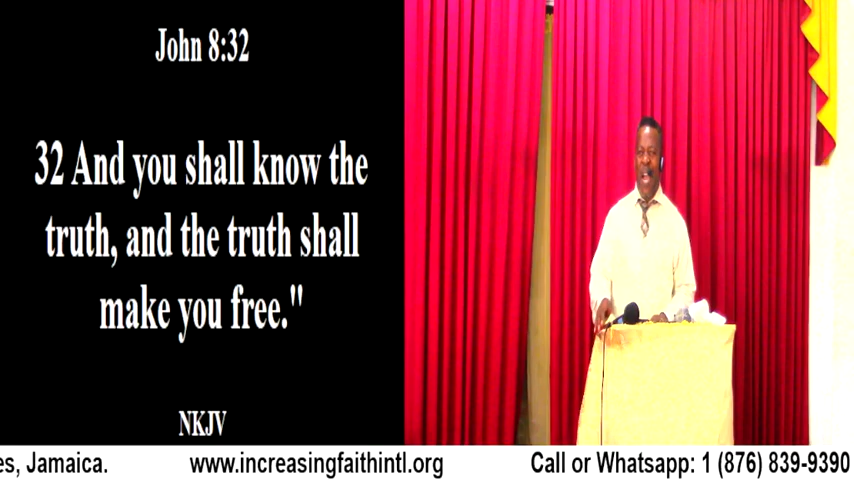 John 8:32
32 And you shall know the
truth, and the truth shall
make you free."
NKJV
es, Jamaica. www.increasingfaithintl.org Call or Whatsapp: 1 (876) 839-9390